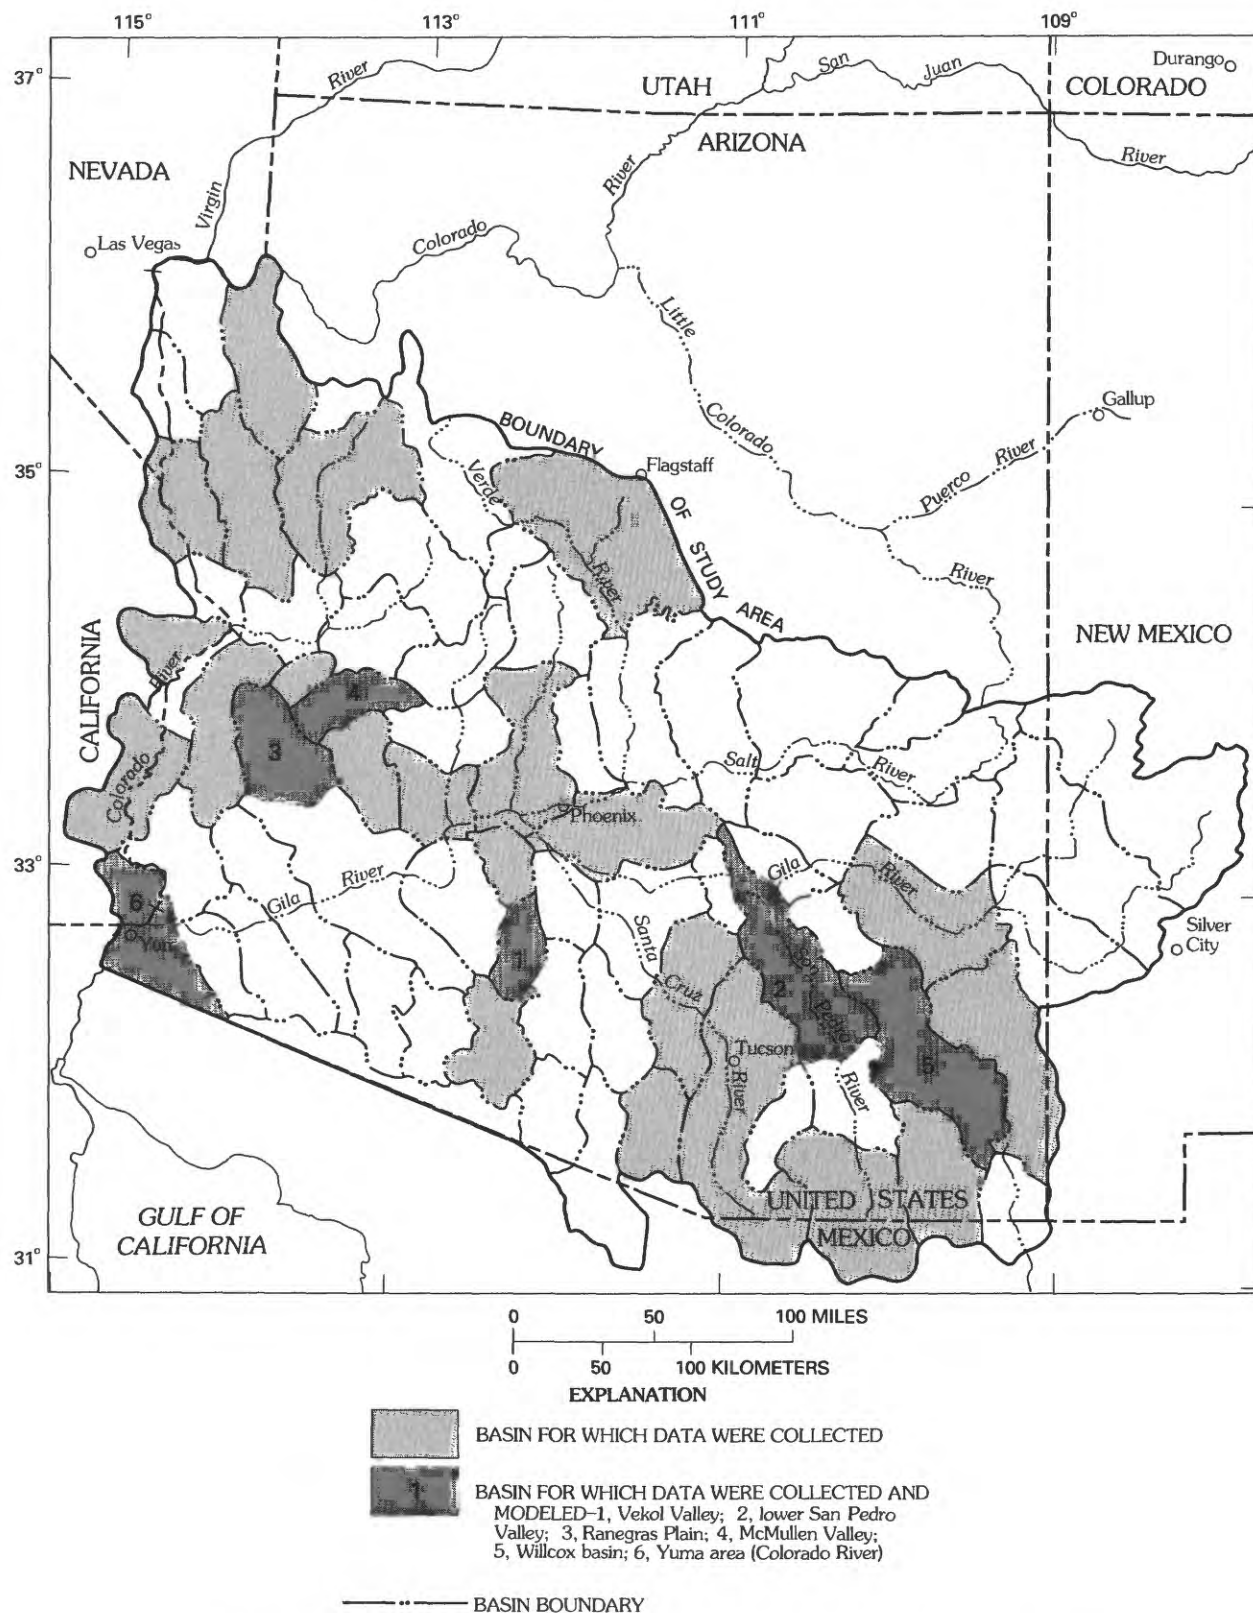 115° 113° 111° 109°
37°
Durango
River
San
Juan
UTAH
COLORADO
ARIZONA
River
NEVADA
Virgin
River
Las Vegas
Colorado
Little
Gallup
BOUNDARY
Colorado
River
35°
Flagstaff
Verde
Puerco
OF
STUDY
River
River
AREA
NEW MEXICO
CALIFORNIA
River
4
3
Colorado
Salt
River
Phoenix
33°
Gila
River
Gila
River
6
Santa
Silver
City
Yuma
1
San
Cruz
2
Pedro
Tucson
5
River
River
UNITED STATES
GULF OF
CALIFORNIA
MEXICO
31°
111° 109°
0 50 100 MILES
0 50 100 KILOMETERS
EXPLANATION
BASIN FOR WHICH DATA WERE COLLECTED
1
BASIN FOR WHICH DATA WERE COLLECTED AND
MODELED–1, Vekol Valley; 2, lower San Pedro
Valley; 3, Ranegras Plain; 4, McMullen Valley;
5, Willcox basin; 6, Yuma area (Colorado River)
BASIN BOUNDARY